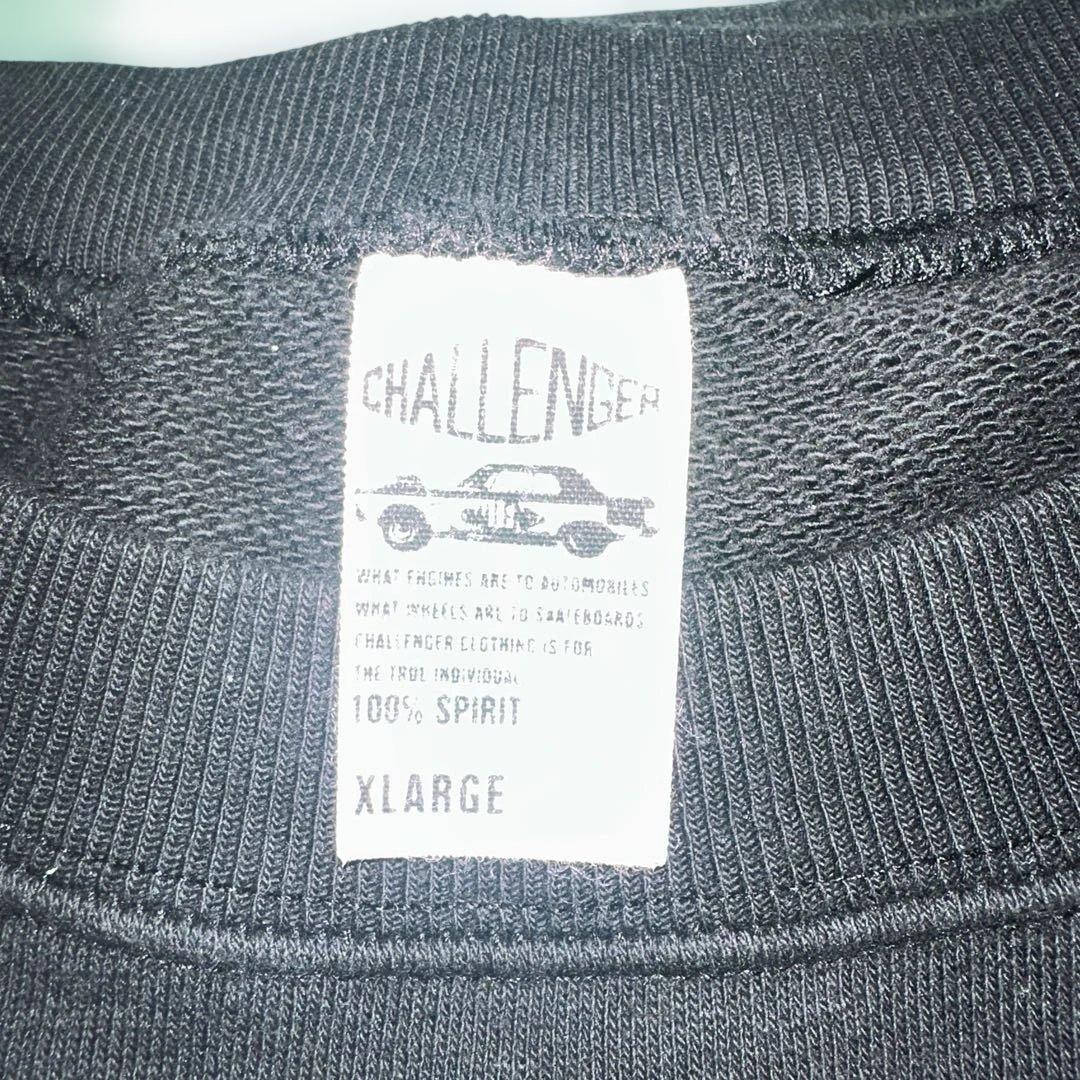 CHALLENGER
WHAT ENGINES ARE TO AUTOMOBILES
WHAT WHEELS ARE TO SKATEBOARDS
CHALLENGER CLOTHING IS FOR
THE TRUE INDIVIDUAL
100% SPIRIT
XLARGE